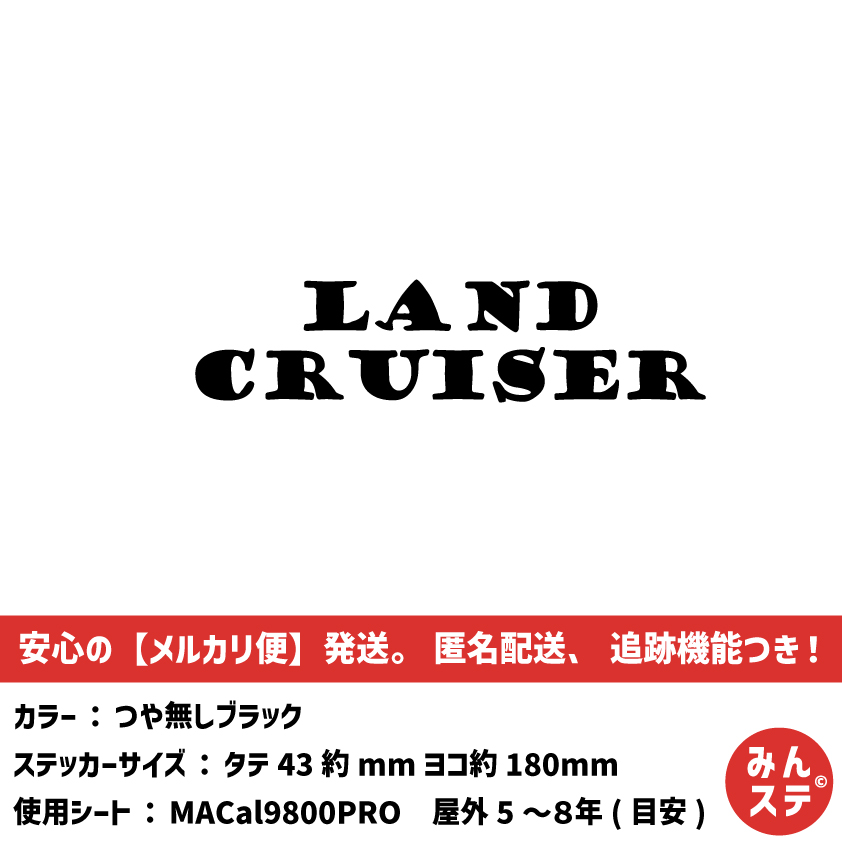 LAND
CRUISER
安心の【メルカリ便】発送。 匿名配送、 追跡機能つき！
カラー ： つや無しブラック
ステッカーサイズ ： タテ 43 約 mm ヨコ約 180mm
使用シート ： MACal9800PRO　屋外 5 〜8年 ( 目安 )
みん
ステ©